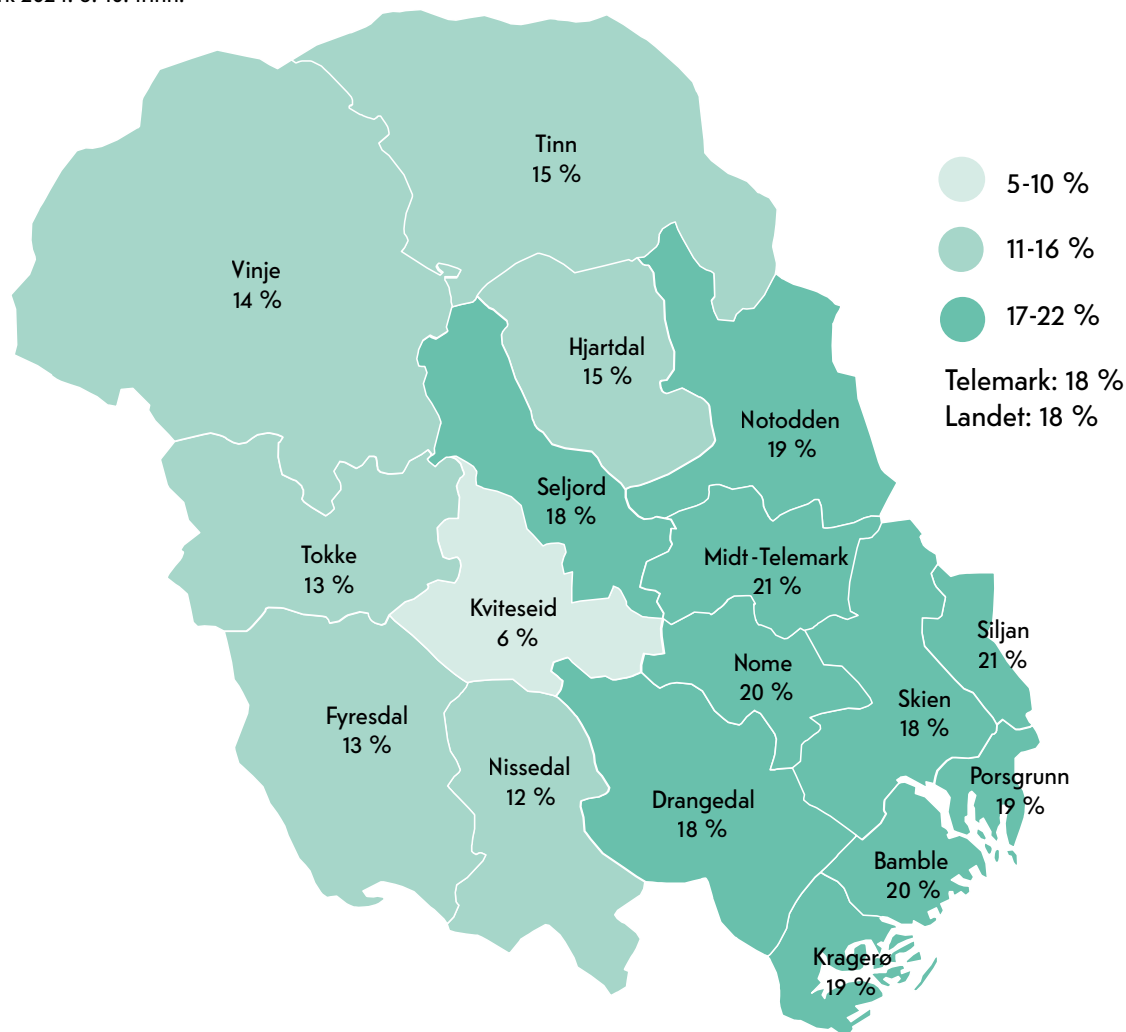 Tinn
15 %
5-10 %
11-16 %
17-22 %
Telemark: 18 %
Landet: 18 %
Vinje
14 %
Hjartdal
15 %
Notodden
19 %
Seljord
18 %
Tokke
13 %
Midt-Telemark
21 %
Kviteseid
6 %
Siljan
21 %
Nome
20 %
Skien
18 %
Fyresdal
13 %
Nissedal
12 %
Porsgrunn
19 %
Drangedal
18 %
Bamble
20 %
Kragerø
19 %